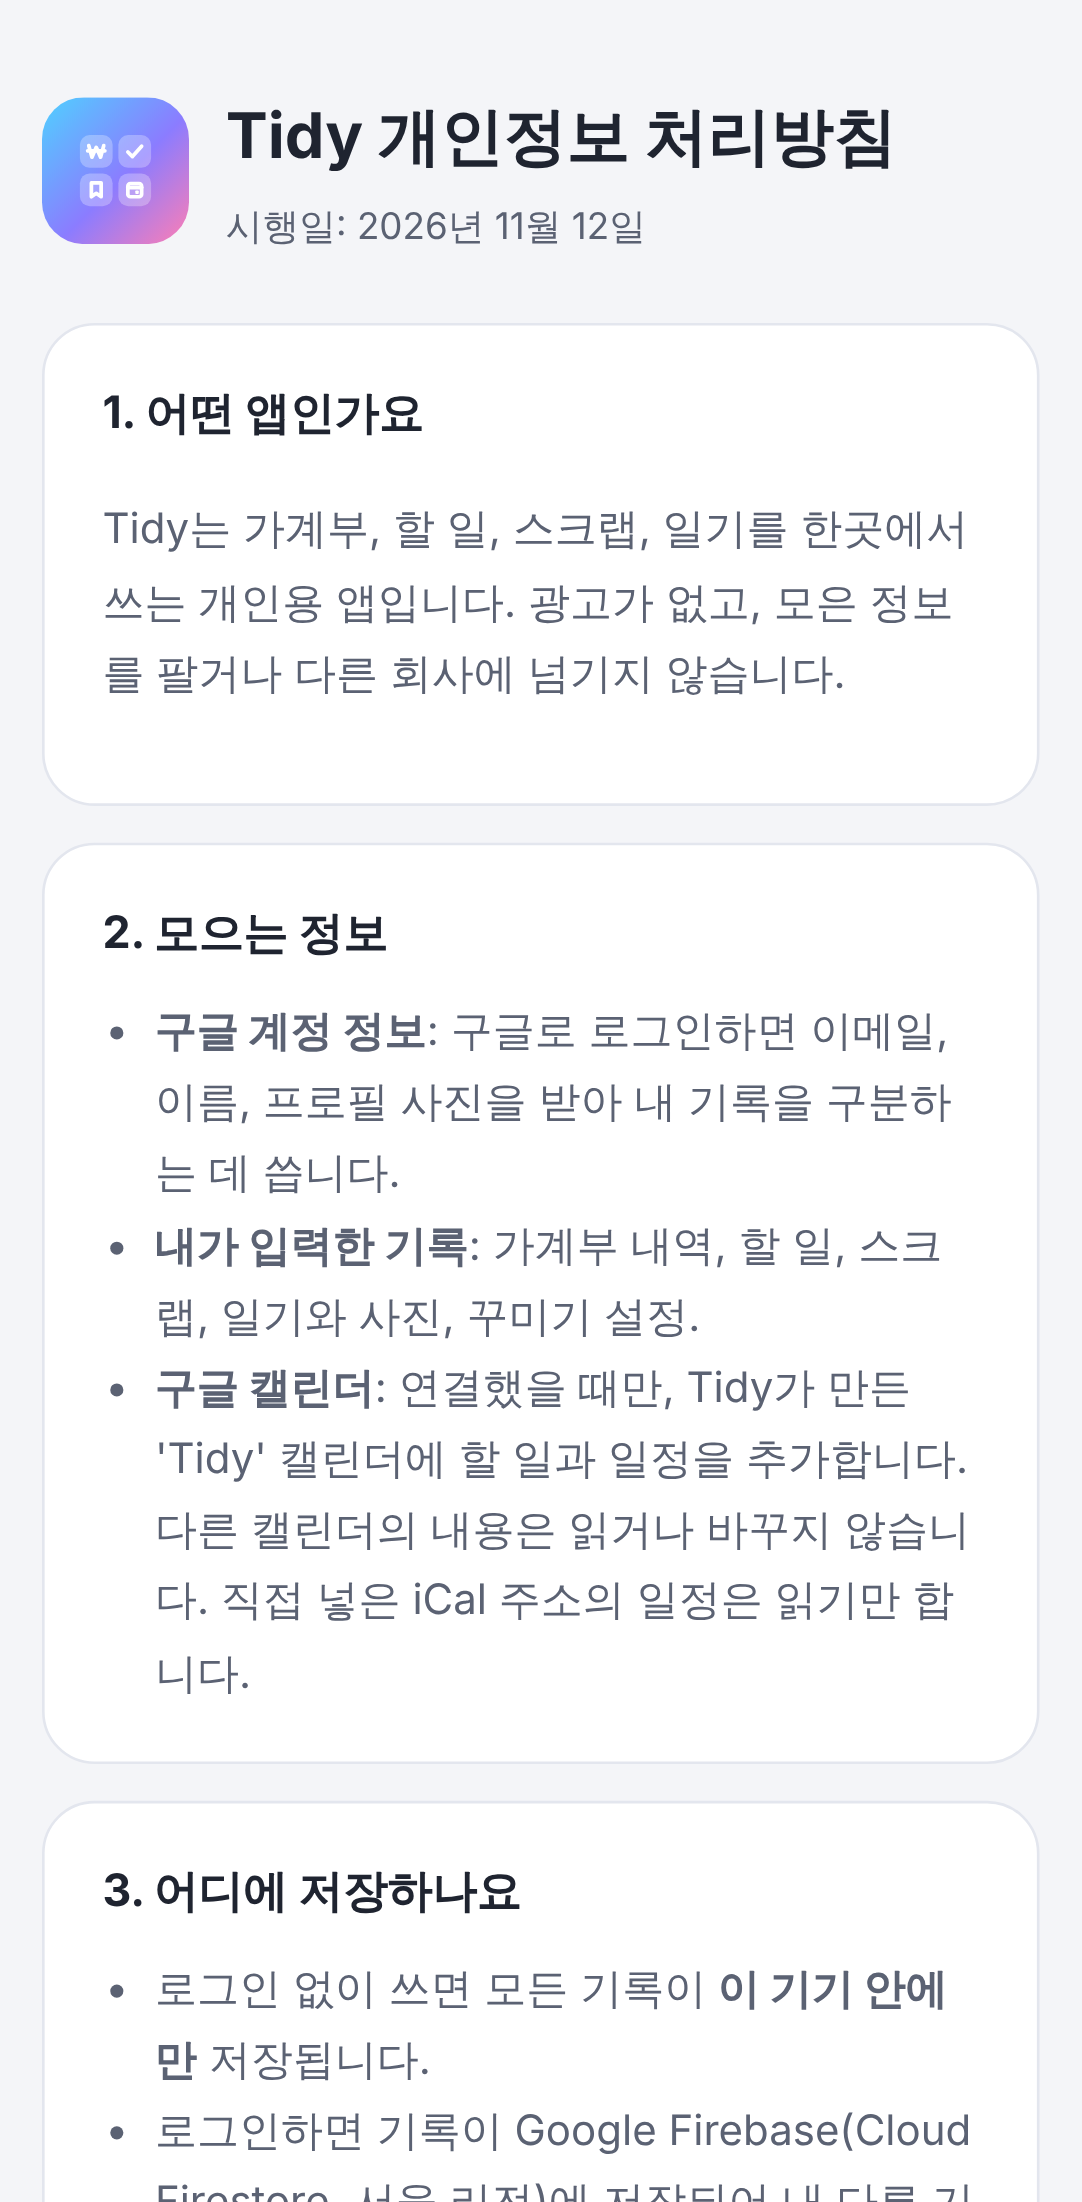 Tidy 개인정보 처리방침
시행일: 2026년 11월 12일
1. 어떤 앱인가요
Tidy는 가계부, 할 일, 스크랩, 일기를 한곳에서
쓰는 개인용 앱입니다. 광고가 없고, 모은 정보
를 팔거나 다른 회사에 넘기지 않습니다.
2. 모으는 정보
• 구글 계정 정보: 구글로 로그인하면 이메일,
이름, 프로필 사진을 받아 내 기록을 구분하
는 데 씁니다.
• 내가 입력한 기록: 가계부 내역, 할 일, 스크
랩, 일기와 사진, 꾸미기 설정.
• 구글 캘린더: 연결했을 때만, Tidy가 만든
'Tidy' 캘린더에 할 일과 일정을 추가합니다.
다른 캘린더의 내용은 읽거나 바꾸지 않습니
다. 직접 넣은 iCal 주소의 일정은 읽기만 합
니다.
3. 어디에 저장하나요
• 로그인 없이 쓰면 모든 기록이 이 기기 안에
만 저장됩니다.
• 로그인하면 기록이 Google Firebase(Cloud
Firestore, 서울 리전)에 저장되어 내 다른 기